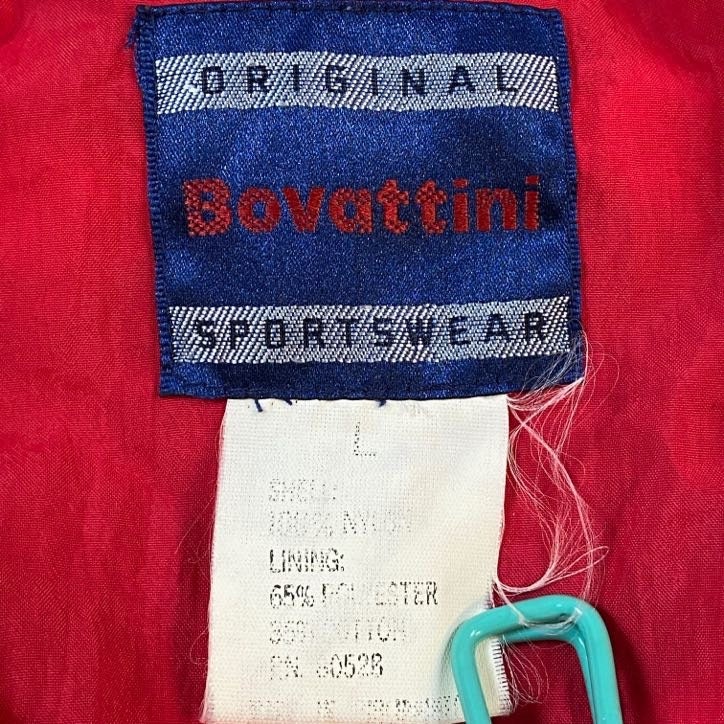 ORIGINAL
Bovattini
SPORTSWEAR
L
SHELL:
100% NYLON
LINING:
65% POLYESTER
35% COTTON
RN. 60528